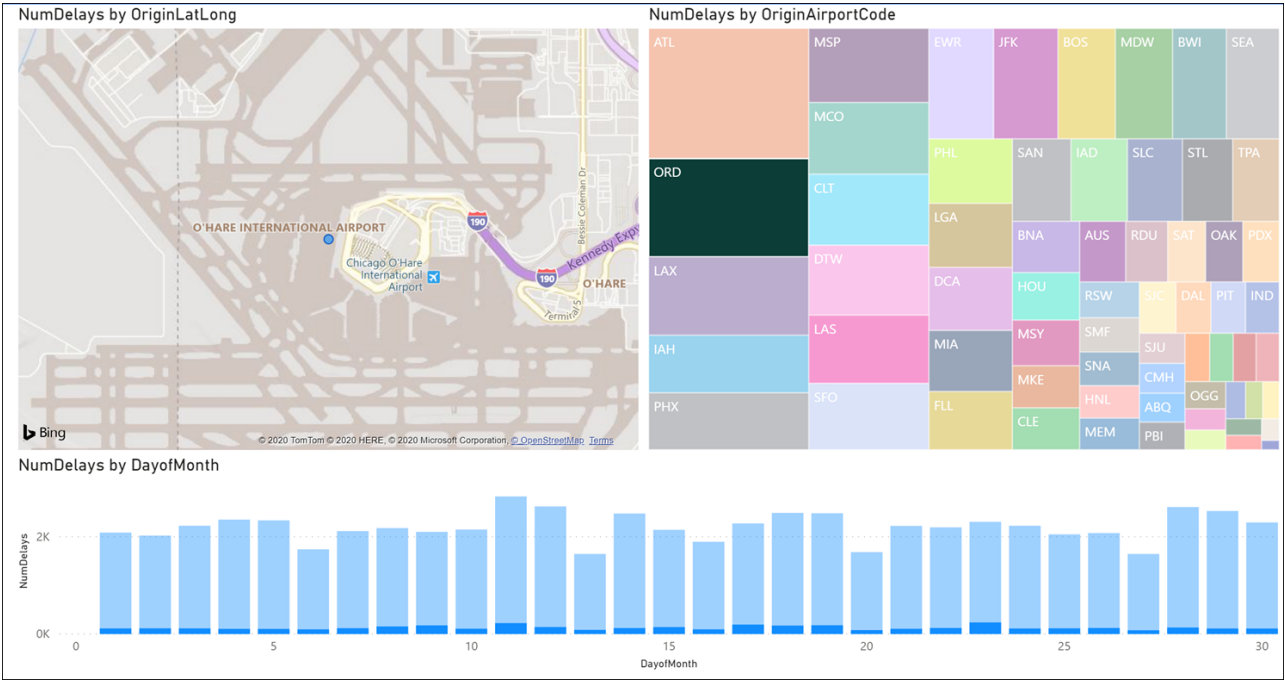 NumDelays by OriginLatLong
O'HARE INTERNATIONAL AIRPORT
190
Bessie Coleman Dr
Kennedy Expy
190
Chicago O'Hare
International
Airport
O'HARE
Terminal 5
Bing
© 2020 TomTom © 2020 HERE, © 2020 Microsoft Corporation, © OpenStreetMap Terms
NumDelays by OriginAirportCode
ATL
MSP
EWR
JFK
BOS
MDW
BWI
SEA
MCO
PHL
SAN
IAD
SLC
STL
TPA
ORD
CLT
LGA
BNA
AUS
RDU
SAT
OAK
PDX
LAX
DTW
DCA
HOU
RSW
SJC
DAL
PIT
IND
LAS
MIA
MSY
SMF
SJU
IAH
SNA
CMH
MKE
HNL
OGG
PHX
SFO
FLL
CLE
MEM
ABQ
PBI
NumDelays by DayofMonth
NumDelays
2K
0K
0 5 10 15 20 25 30
DayofMonth